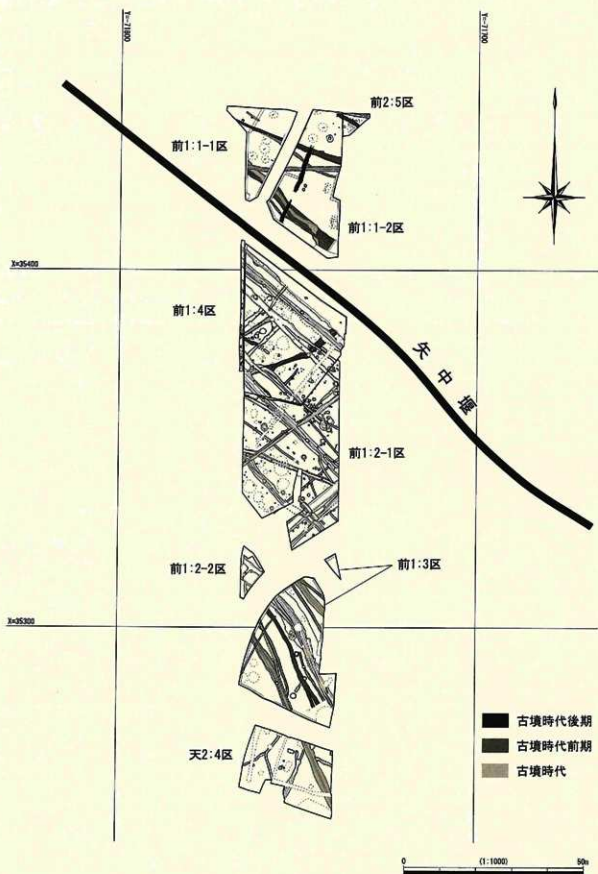 Y=-71800
Y=-71700
前2:5区
前1:1-1区
前1:1-2区
X=35400
前1:4区
矢中堰
前1:2-1区
前1:2-2区
前1:3区
X=35300
古墳時代後期
古墳時代前期
天2:4区
古墳時代
0 (1:1000) 50m